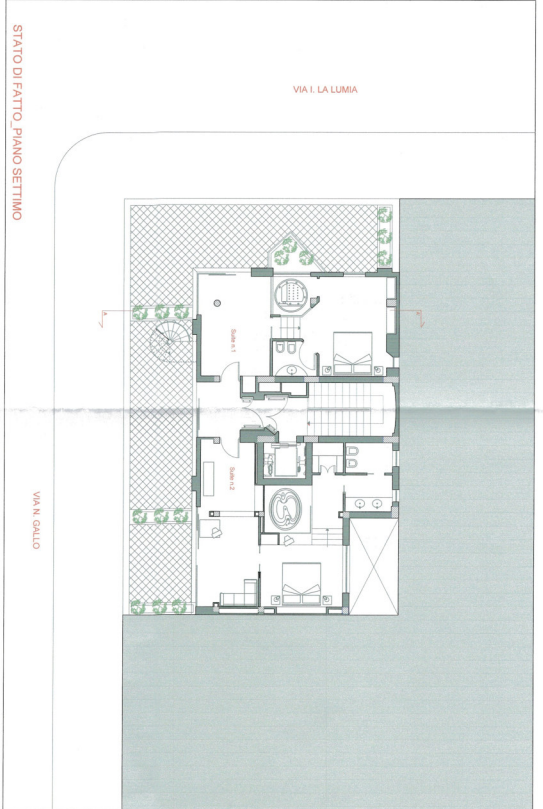 STATO DI FATTO_PIANO SETTIMO
VIA I. LA LUMIA
Suite n.1
Suite n.2
VIA N. GALLO